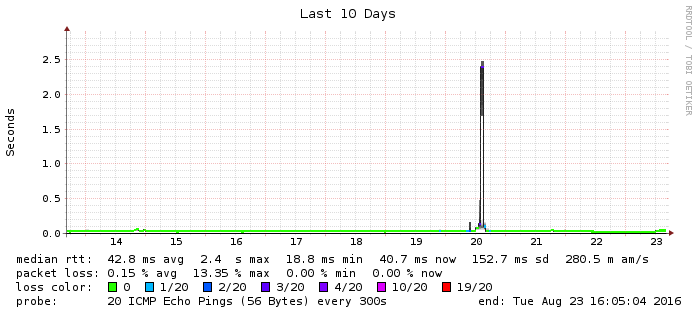 Last 10 Days
RRDTOOL / TOBI OETIKER
Seconds
2.5
2.0
1.5
1.0
0.5
0.0
14 15 16 17 18 19 20 21 22 23
median rtt: 42.8 ms avg 2.4 s max 18.8 ms min 40.7 ms now 152.7 ms sd 280.5 m am/s
packet loss: 0.15 % avg 13.35 % max 0.00 % min 0.00 % now
loss color: 0 1/20 2/20 3/20 4/20 10/20 19/20
probe: 20 ICMP Echo Pings (56 Bytes) every 300s end: Tue Aug 23 16:05:04 2016